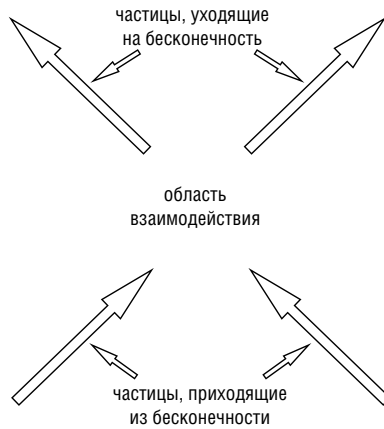 частицы, уходящие
на бесконечность
область
взаимодействия
частицы, приходящие
из бесконечности